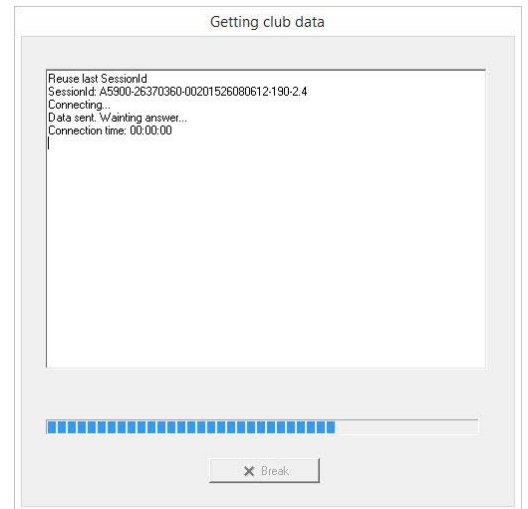 Getting club data
Reuse last SessionId
SessionId: A5900-26370360-00201526080612-190-2.4
Connecting...
Data sent. Wainting answer...
Connection time: 00:00:00
Break